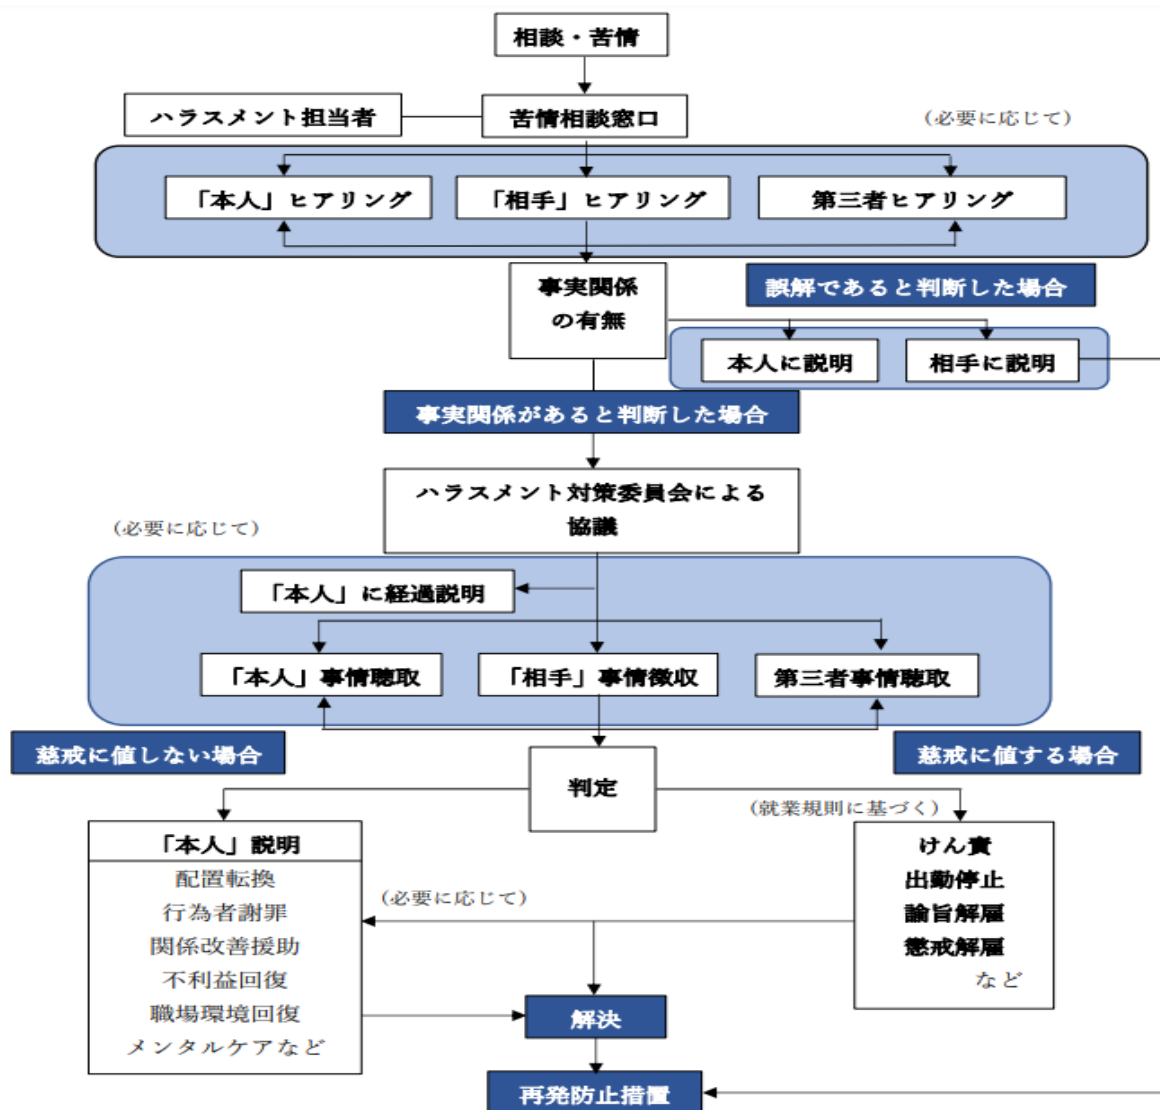 相談・苦情
ハラスメント担当者
苦情相談窓口
(必要に応じて)
「本人」ヒアリング
「相手」ヒアリング
第三者ヒアリング
事実関係
の有無
誤解であると判断した場合
本人に説明
相手に説明
事実関係があると判断した場合
ハラスメント対策委員会による
協議
(必要に応じて)
「本人」に経過説明
「本人」事情聴取
「相手」事情徴収
第三者事情聴取
慈戒に値しない場合
慈戒に値する場合
判定
(就業規則に基づく)
「本人」説明
配置転換
行為者謝罪
関係改善援助
不利益回復
職場環境回復
メンタルケアなど
(必要に応じて)
けん責
出勤停止
諭旨解雇
懲戒解雇
など
解決
再発防止措置